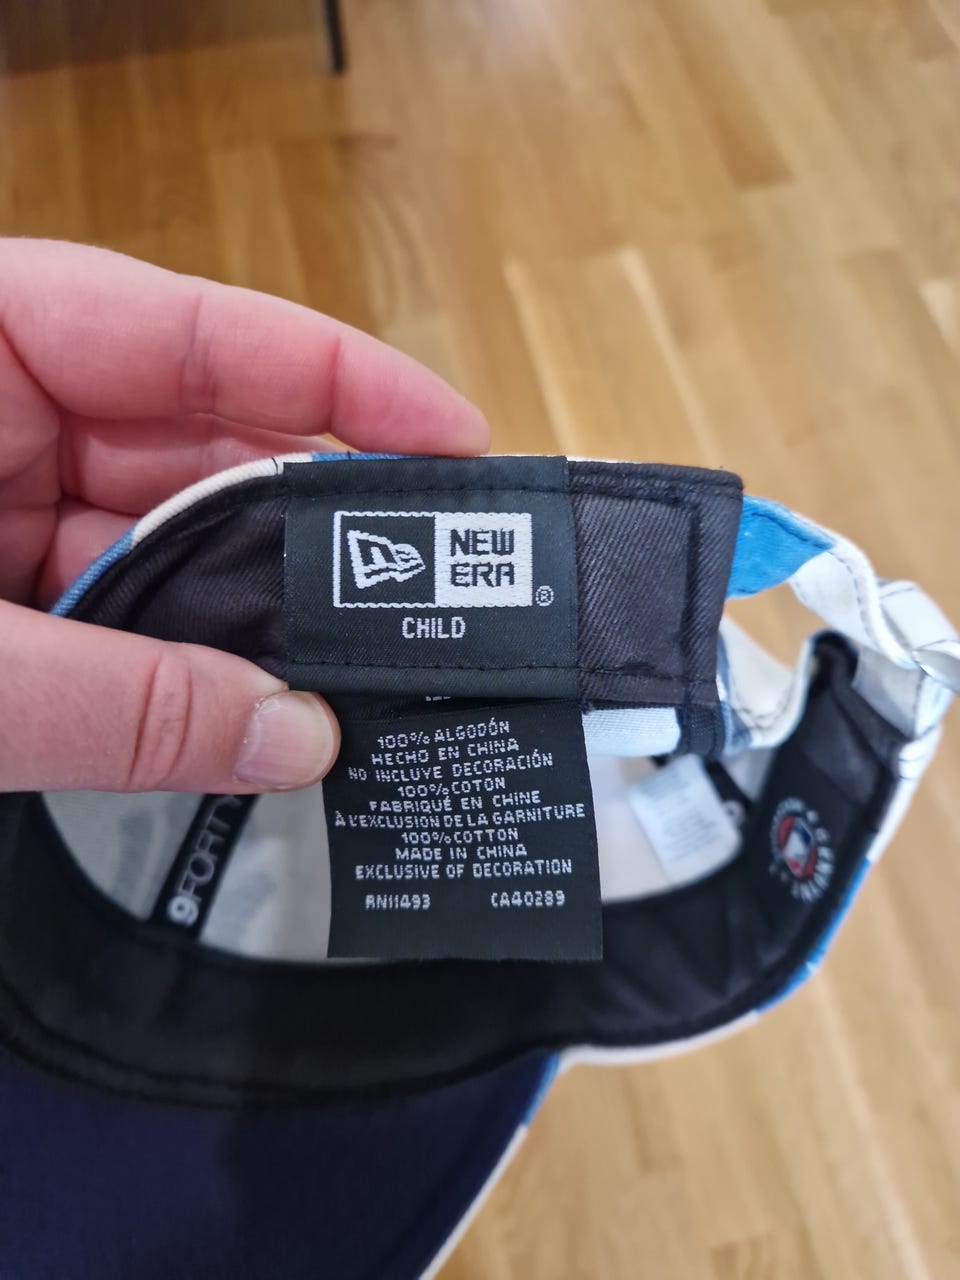 NEW
ERA
®
CHILD
100% ALGODÓN
HECHO EN CHINA
NO INCLUYE DECORACIÓN
100% COTON
FABRIQUÉ EN CHINE
À L'EXCLUSION DE LA GARNITURE
100% COTTON
MADE IN CHINA
EXCLUSIVE OF DECORATION
RN11493 CA40289
9FORTY